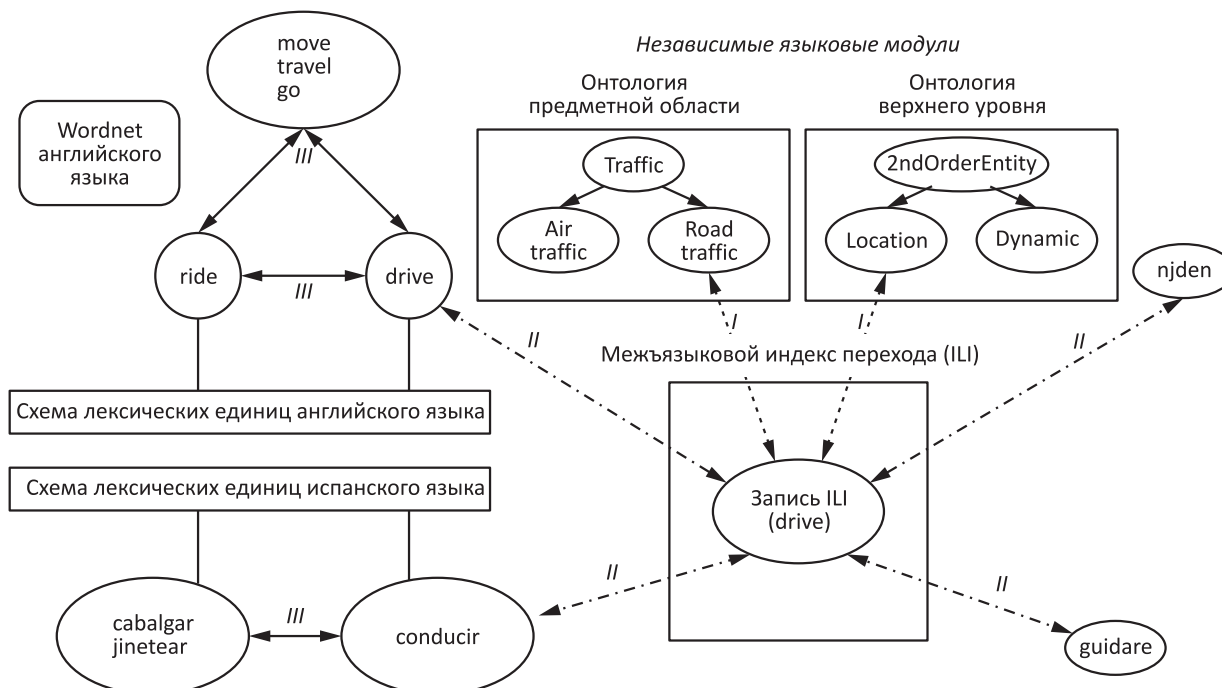 move
travel
go
Wordnet
английского
языка
III
ride
III
drive
Схема лексических единиц английского языка
Схема лексических единиц испанского языка
cabalgar
jinetear
III
conducir
Независимые языковые модули
Онтология
предметной области
Traffic
Air
traffic
Road
traffic
Онтология
верхнего уровня
2ndOrderEntity
Location
Dynamic
njden
I
I
II
II
Межъязыковой индекс перехода (ILI)
Запись ILI
(drive)
II
II
guidare